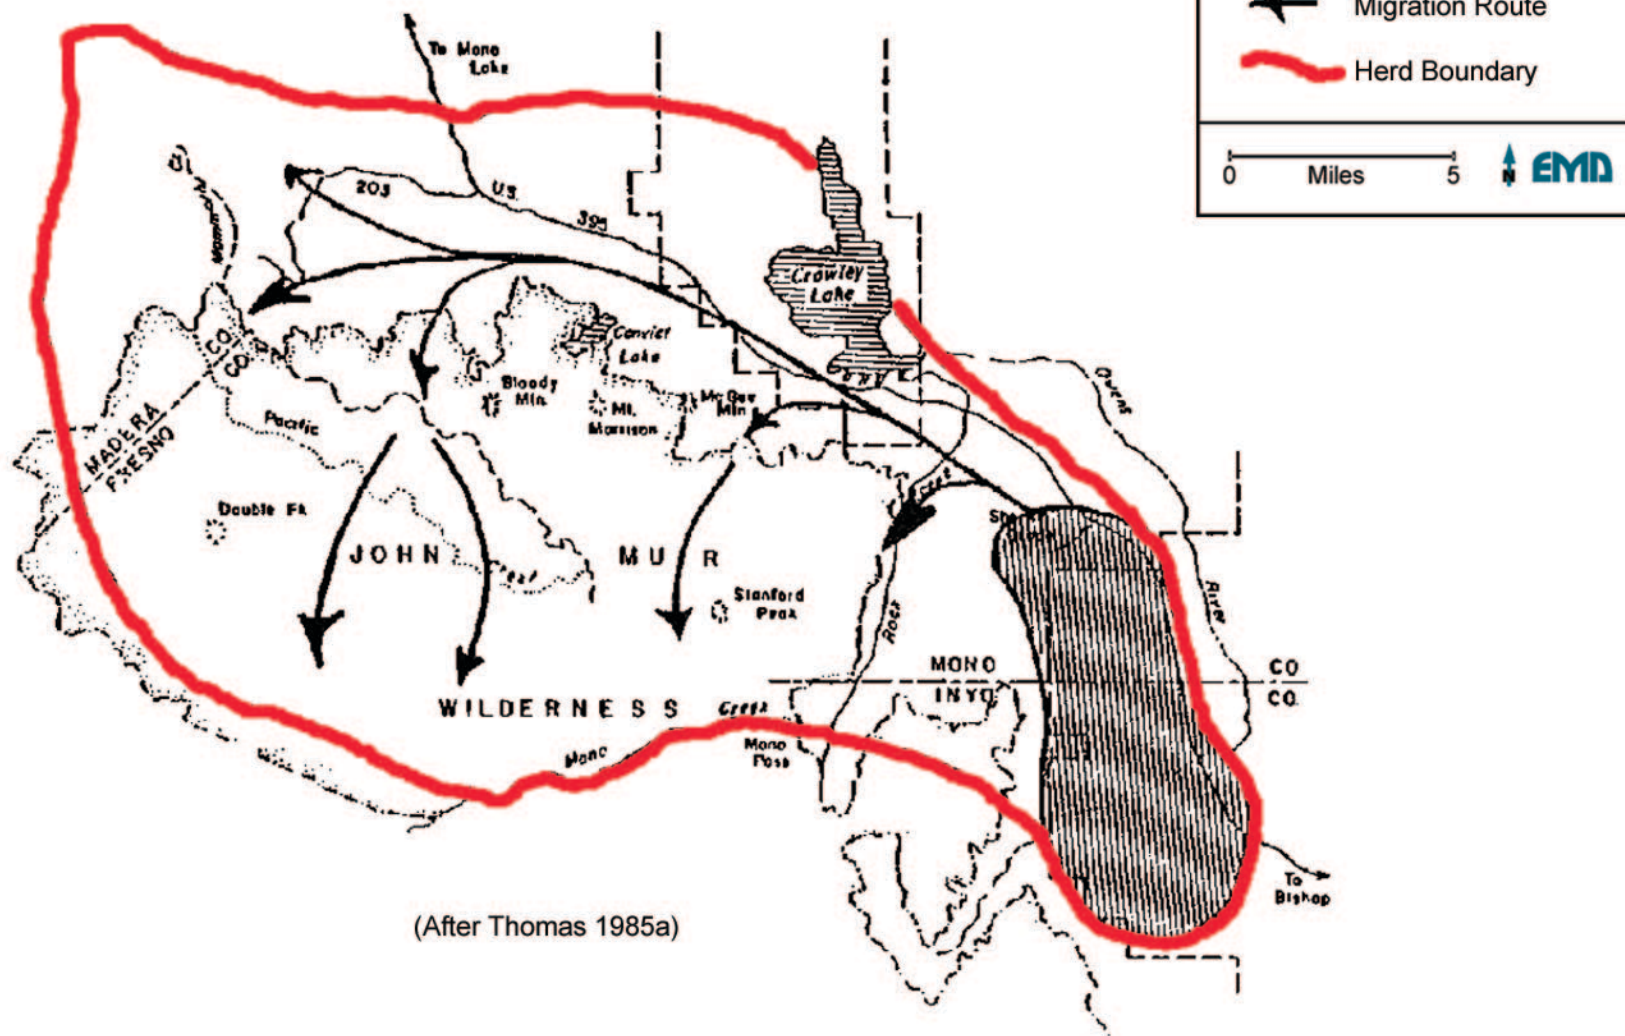 Migration Route
Herd Boundary
0 Miles 5
N
EMA
To Mono
Lake
203
U.S.
395
Crowley
Lake
Convict
Lake
Bloody
Mtn.
Mt.
Morrison
McGee
Mtn.
CO.
CO.
MADERA
FRESNO
Pacific
Crest
Double Pk.
JOHN
MUIR
WILDERNESS
Stanford
Peak
Owens
River
Rock
Creek
MONO
INYO
CO.
CO.
Mono
Creek
Mono
Pass
To
Bishop
(After Thomas 1985a)